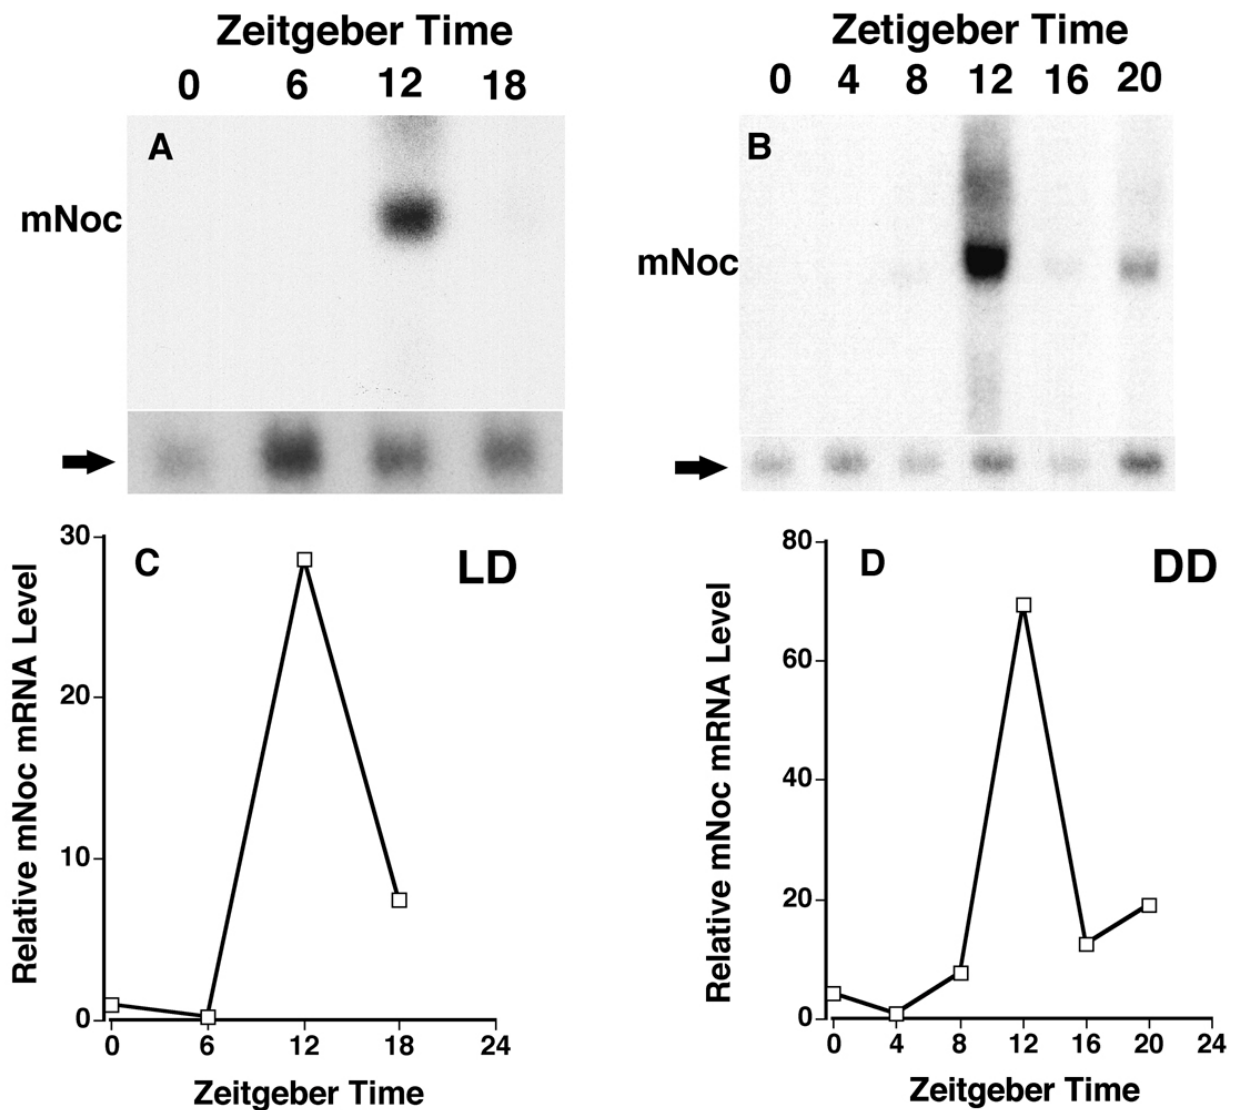 Zeitgeber Time
0 6 12 18
A
mNoc
Zetigeber Time
0 4 8 12 16 20
B
mNoc
C LD
30
20
10
0
Relative mNoc mRNA Level
0 6 12 18 24
Zeitgeber Time
D DD
80
60
40
20
0
Relative mNoc mRNA Level
0 4 8 12 16 20 24
Zeitgeber Time